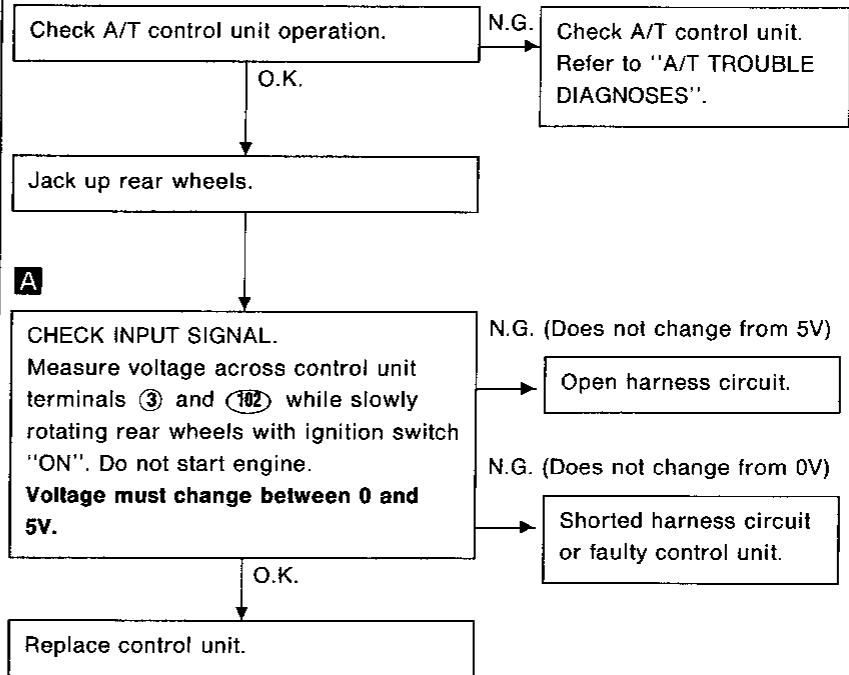 Check A/T control unit operation.
N.G.
Check A/T control unit.
Refer to "A/T TROUBLE
DIAGNOSES".
O.K.
Jack up rear wheels.
A
CHECK INPUT SIGNAL.
Measure voltage across control unit
terminals ③ and (102) while slowly
rotating rear wheels with ignition switch
"ON". Do not start engine.
Voltage must change between 0 and
5V.
N.G. (Does not change from 5V)
Open harness circuit.
N.G. (Does not change from 0V)
Shorted harness circuit
or faulty control unit.
O.K.
Replace control unit.